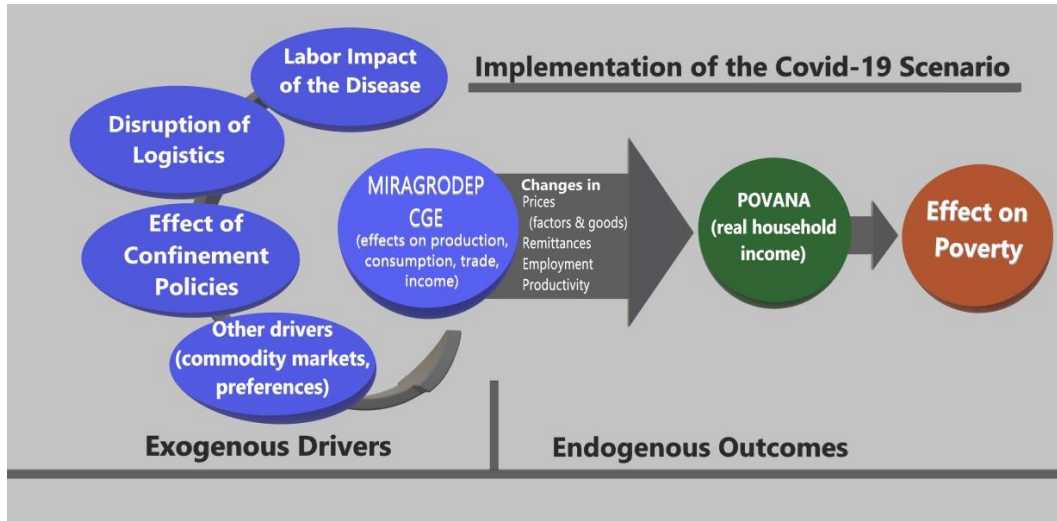 Labor Impact
of the Disease
Implementation of the Covid-19 Scenario
Disruption of
Logistics
Effect of
Confinement
Policies
Other drivers
(commodity markets,
preferences)
MIRAGRODEP
CGE
(effects on production,
consumption, trade,
income)
Changes in
Prices
(factors & goods)
Remittances
Employment
Productivity
POVANA
(real household
income)
Effect on
Poverty
Exogenous Drivers
Endogenous Outcomes